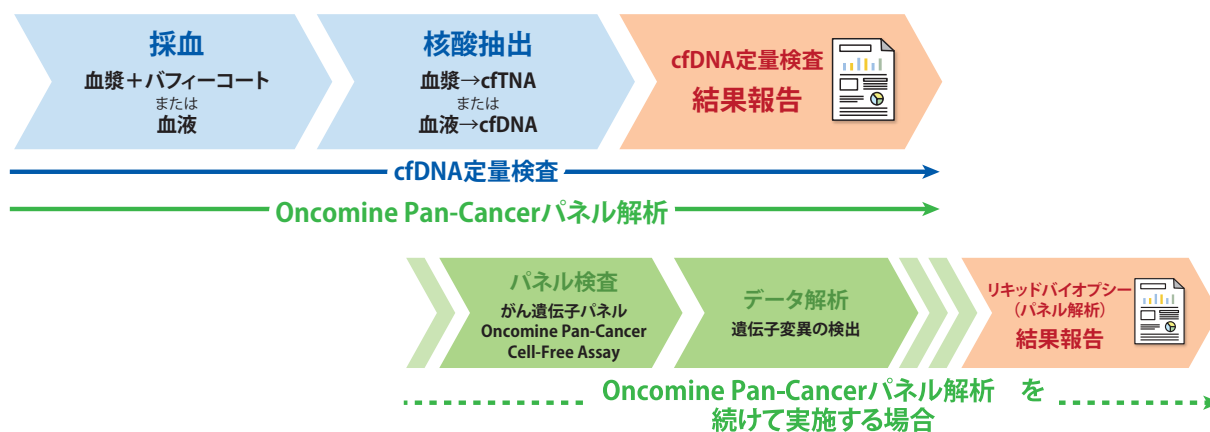 採血
血漿＋バフィーコート
または
血液
核酸抽出
血漿→cfTNA
または
血液→cfDNA
cfDNA定量検査
結果報告
cfDNA定量検査
Oncomine Pan-Cancerパネル解析
パネル検査
がん遺伝子パネル
Oncomine Pan-Cancer
Cell-Free Assay
データ解析
遺伝子変異の検出
リキッドバイオプシー
（パネル解析）
結果報告
Oncomine Pan-Cancerパネル解析　を
続けて実施する場合